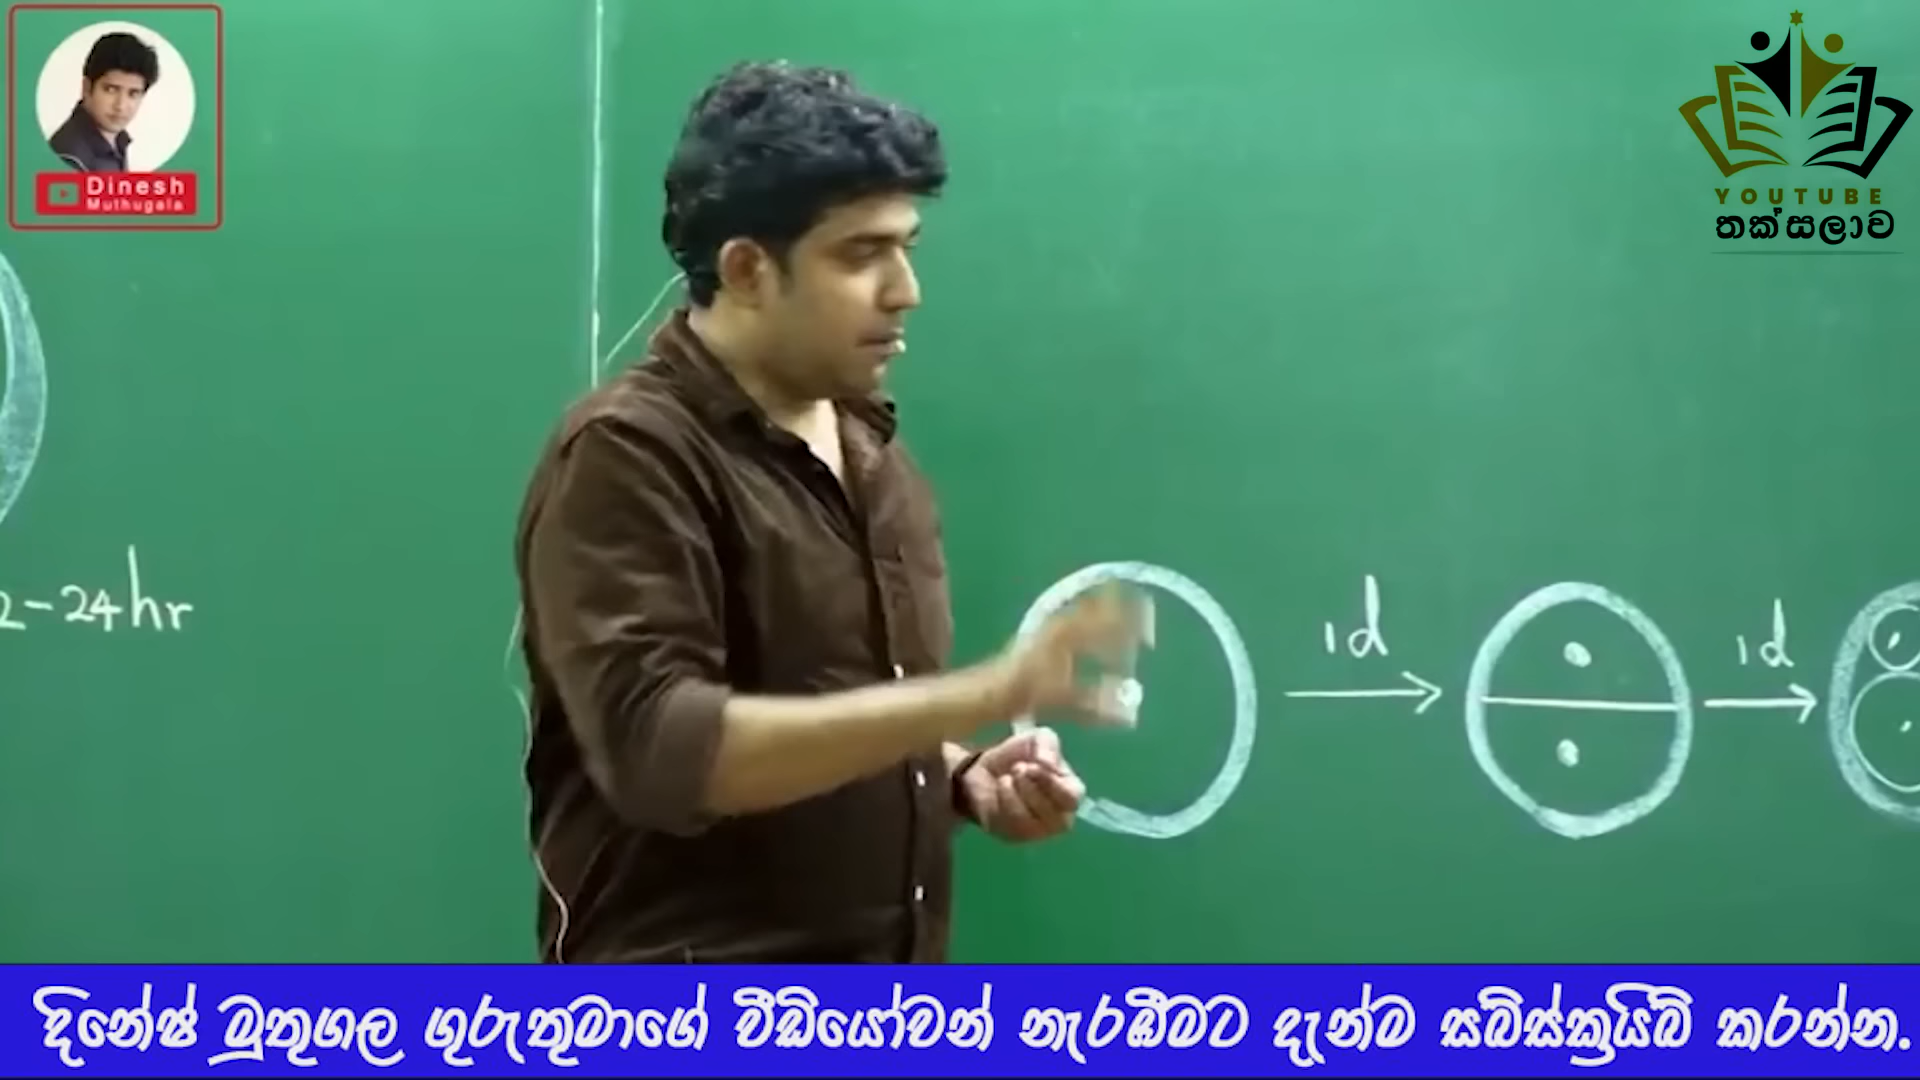 Dinesh
Muthugala
YOUTUBE
තක්සලාව
2-24hr
1d
1d
දිනේෂ් මුතුගල ගුරුතුමාගේ වීඩියෝවන් නැරඹීමට දැන්ම සබ්ස්ක්‍රයිබ් කරන්න.